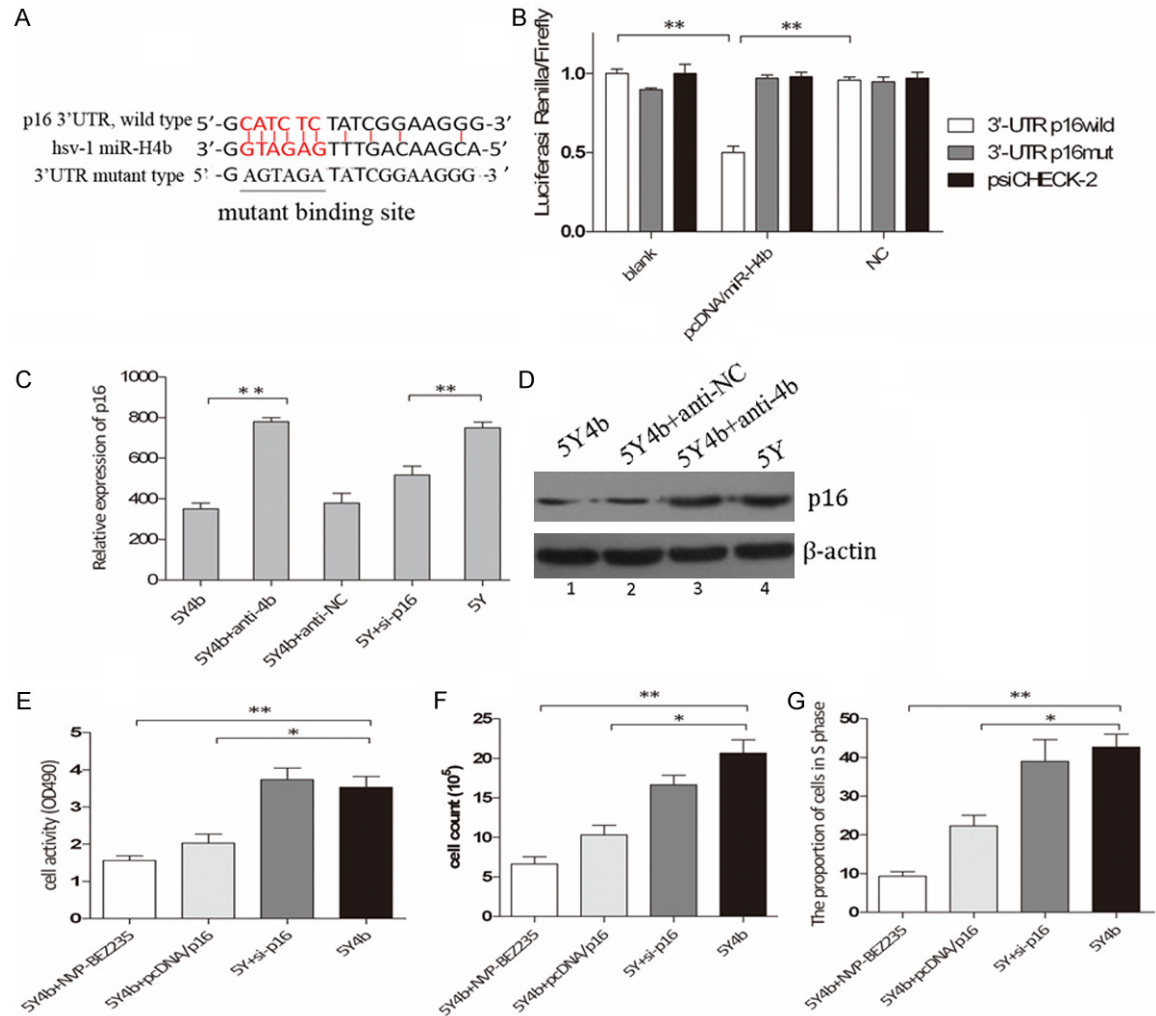 A
p16 3'UTR, wild type 5'-GCATC TC TATCGGAAGGG-3'
hsv-1 miR-H4b 3'-GGTAGAGTTTGACAAGCA-5'
3'UTR mutant type 5' -G AGTAGA TATCGGAAGGG -3 '
mutant binding site
B
** **
Luciferasi Renilla/Firefly
1.0
0.5
0.0
blank
pcDNA/miR-H4b
NC
3'-UTR p16wild
3'-UTR p16mut
psiCHECK-2
C
Relative expression of p16
1000
800
600
400
200
0
* * **
5Y4b
5Y4b+anti-4b
5Y4b+anti-NC
5Y+si-p16
5Y
D
5Y4b
5Y4b+anti-NC
5Y4b+anti-4b
5Y
p16
β-actin
1 2 3 4
E
cell activity (OD490)
5
4
3
2
1
0
**
*
5Y4b+NVP-BEZ235
5Y4b+pcDNA/p16
5Y+si-p16
5Y4b
F
cell count (10⁵)
25
20
15
10
5
0
**
*
5Y4b+NVP-BEZ235
5Y4b+pcDNA/p16
5Y+si-p16
5Y4b
G
The proportion of cells in S phase
50
40
30
20
10
0
**
*
5Y4b+NVP-BEZ235
5Y4b+pcDNA/p16
5Y+si-p16
5Y4b